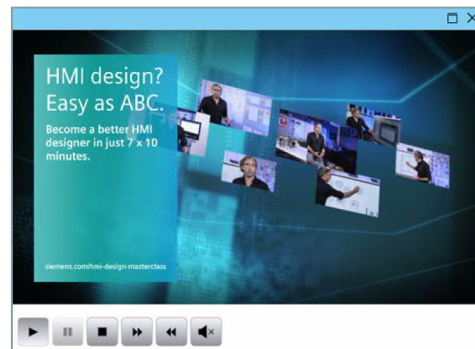 HMI design?
Easy as ABC.
Become a better HMI
designer in just 7 x 10
minutes.
siemens.com/hmi-design-masterclass